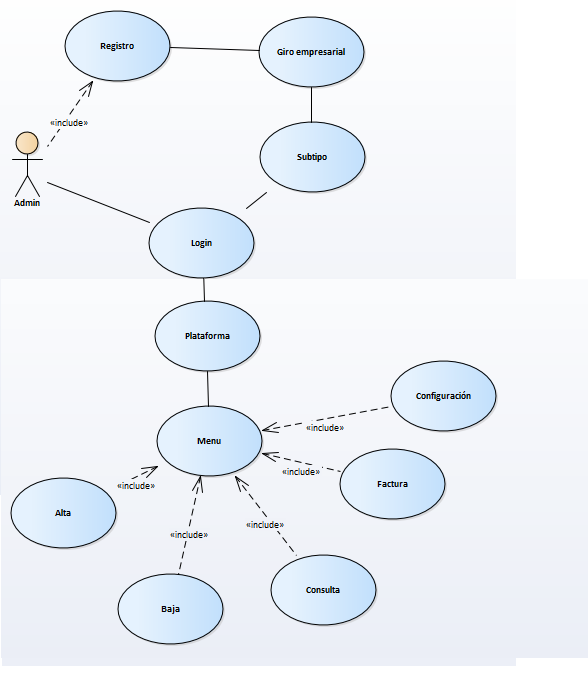 Registro
Giro empresarial
«include»
Subtipo
Admin
Login
Plataforma
Configuración
«include»
Menu
«include»
Factura
«include»
Alta
«include»
«include»
Consulta
Baja